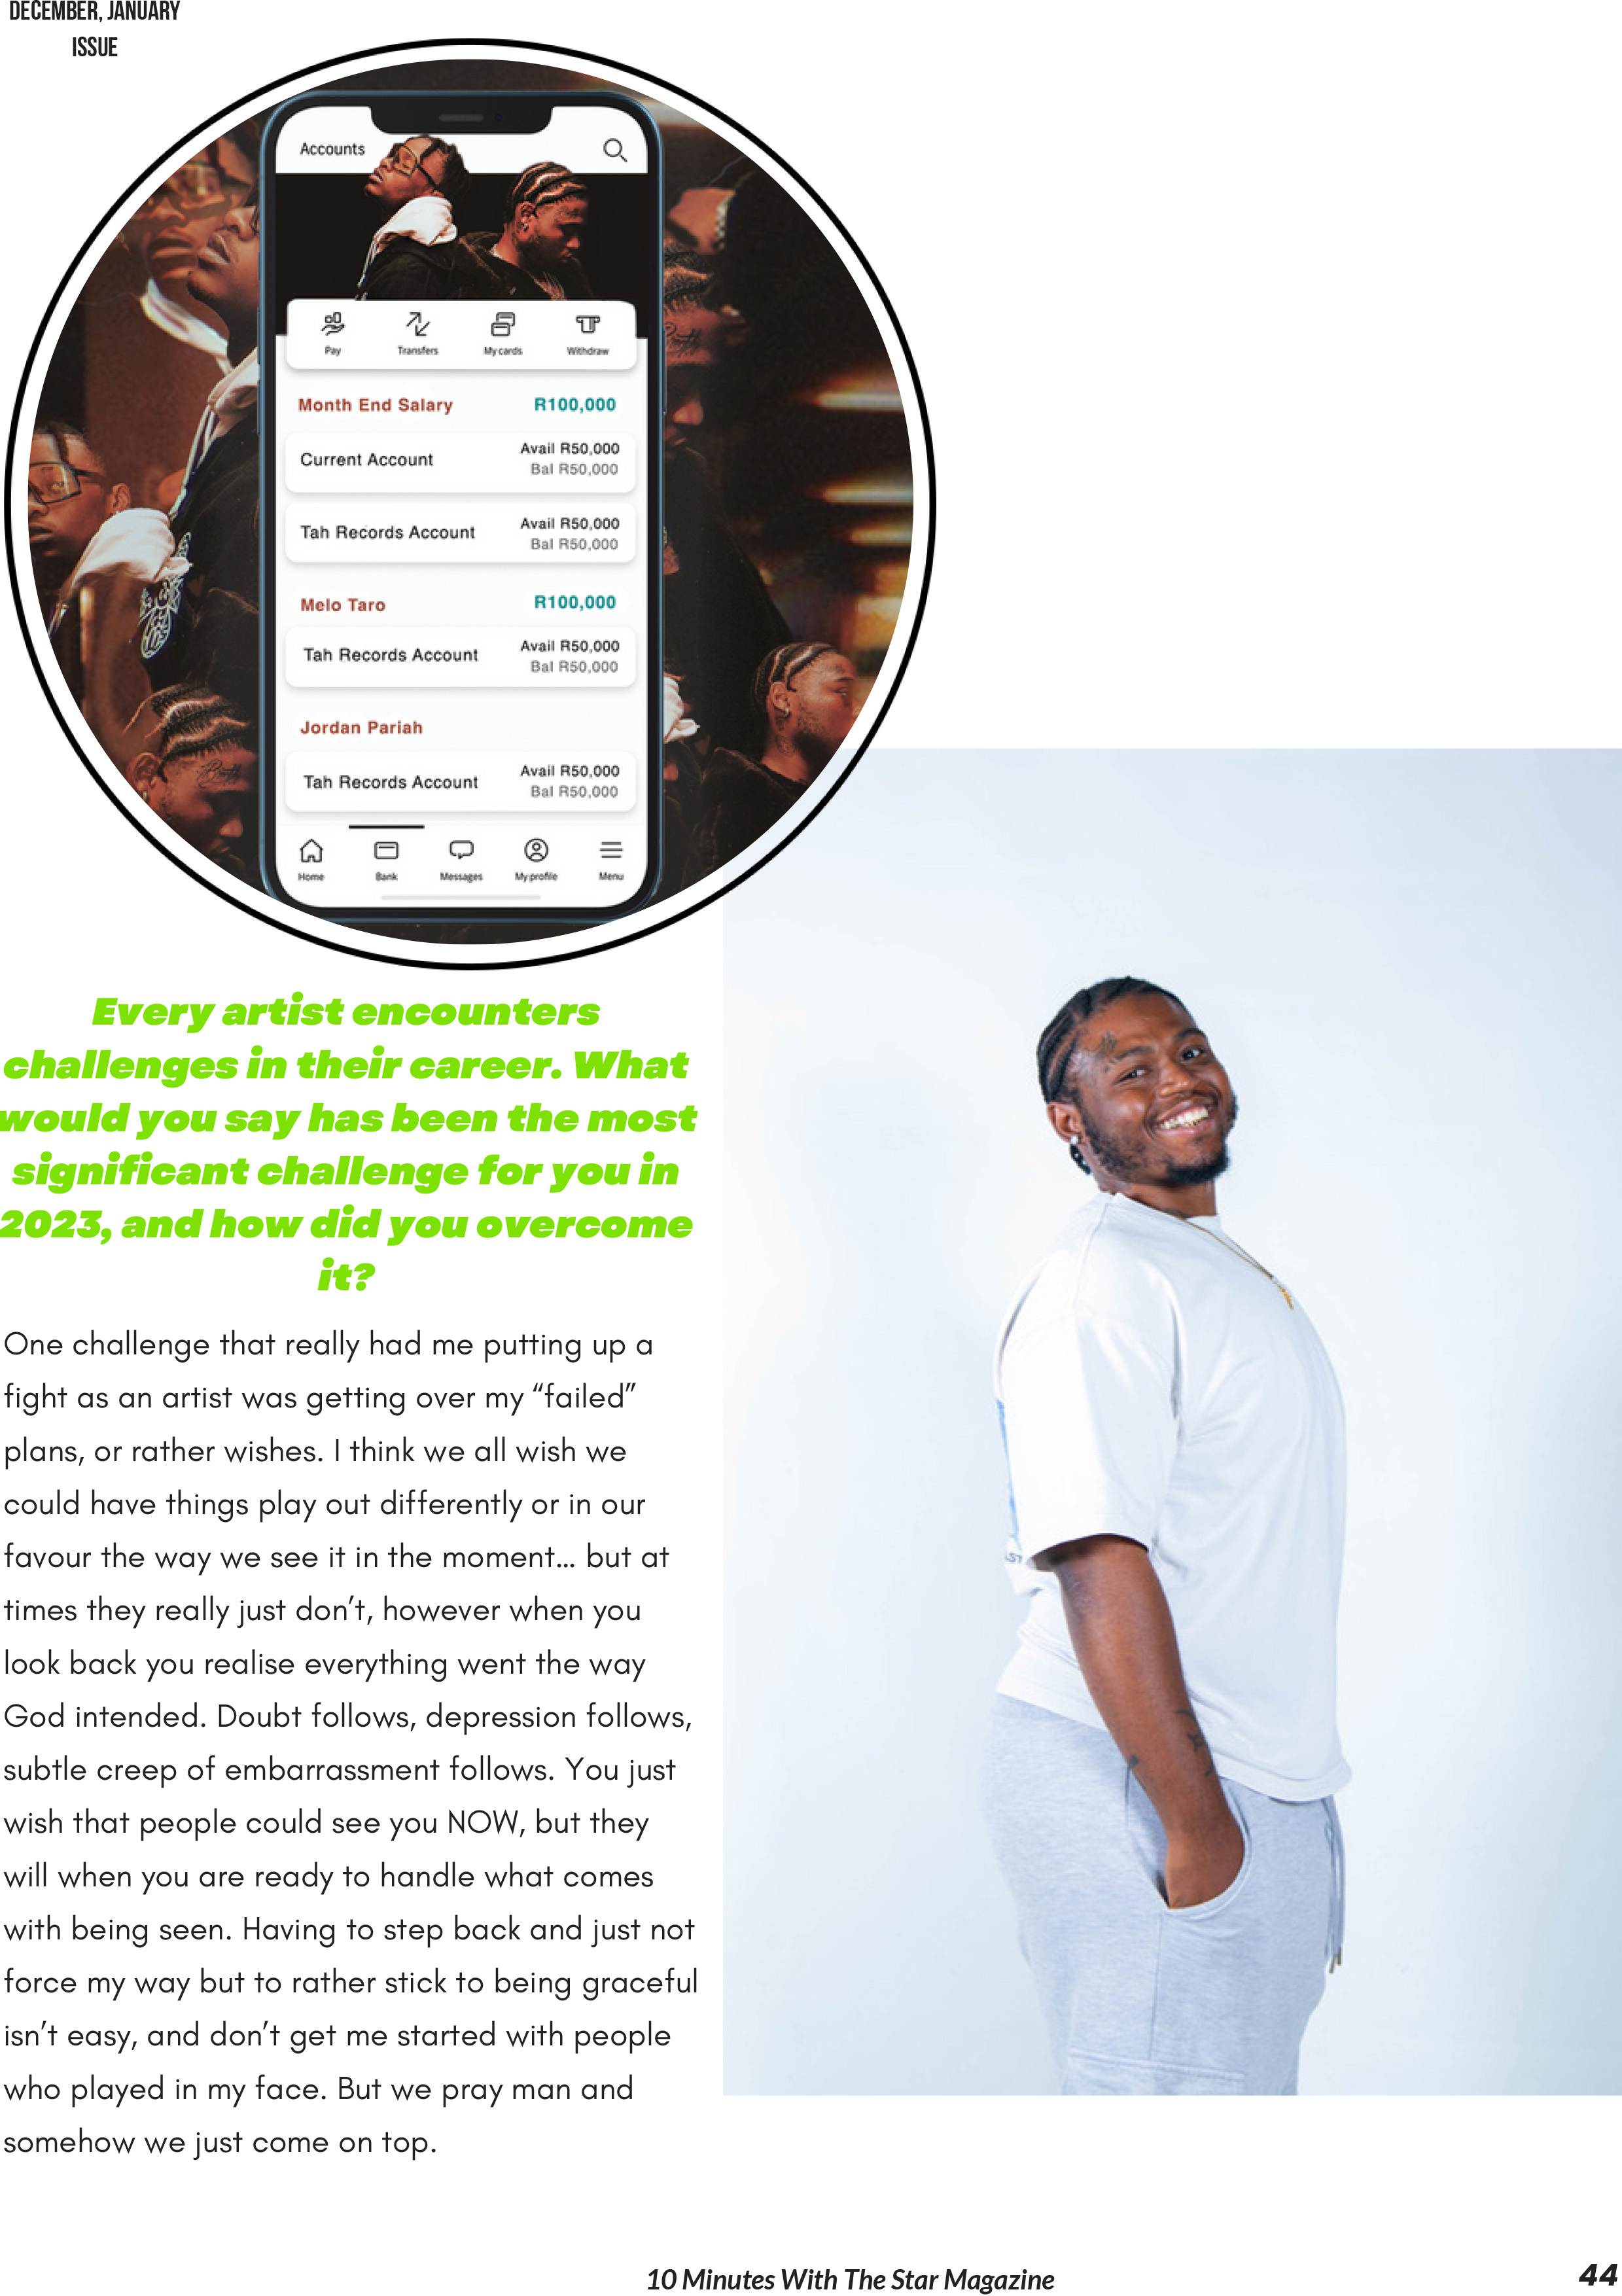 DECEMBER, JANUARY
ISSUE
Accounts
Pay Transfers My cards Withdraw
Month End Salary R100,000
Current Account Avail R50,000
Bal R50,000
Tah Records Account Avail R50,000
Bal R50,000
Melo Taro R100,000
Tah Records Account Avail R50,000
Bal R50,000
Jordan Pariah
Tah Records Account Avail R50,000
Bal R50,000
Home Bank Messages My profile Menu
Every artist encounters
challenges in their career. What
would you say has been the most
significant challenge for you in
2023, and how did you overcome
it?
One challenge that really had me putting up a
fight as an artist was getting over my “failed”
plans, or rather wishes. I think we all wish we
could have things play out differently or in our
favour the way we see it in the moment... but at
times they really just don’t, however when you
look back you realise everything went the way
God intended. Doubt follows, depression follows,
subtle creep of embarrassment follows. You just
wish that people could see you NOW, but they
will when you are ready to handle what comes
with being seen. Having to step back and just not
force my way but to rather stick to being graceful
isn’t easy, and don’t get me started with people
who played in my face. But we pray man and
somehow we just come on top.
10 Minutes With The Star Magazine
44